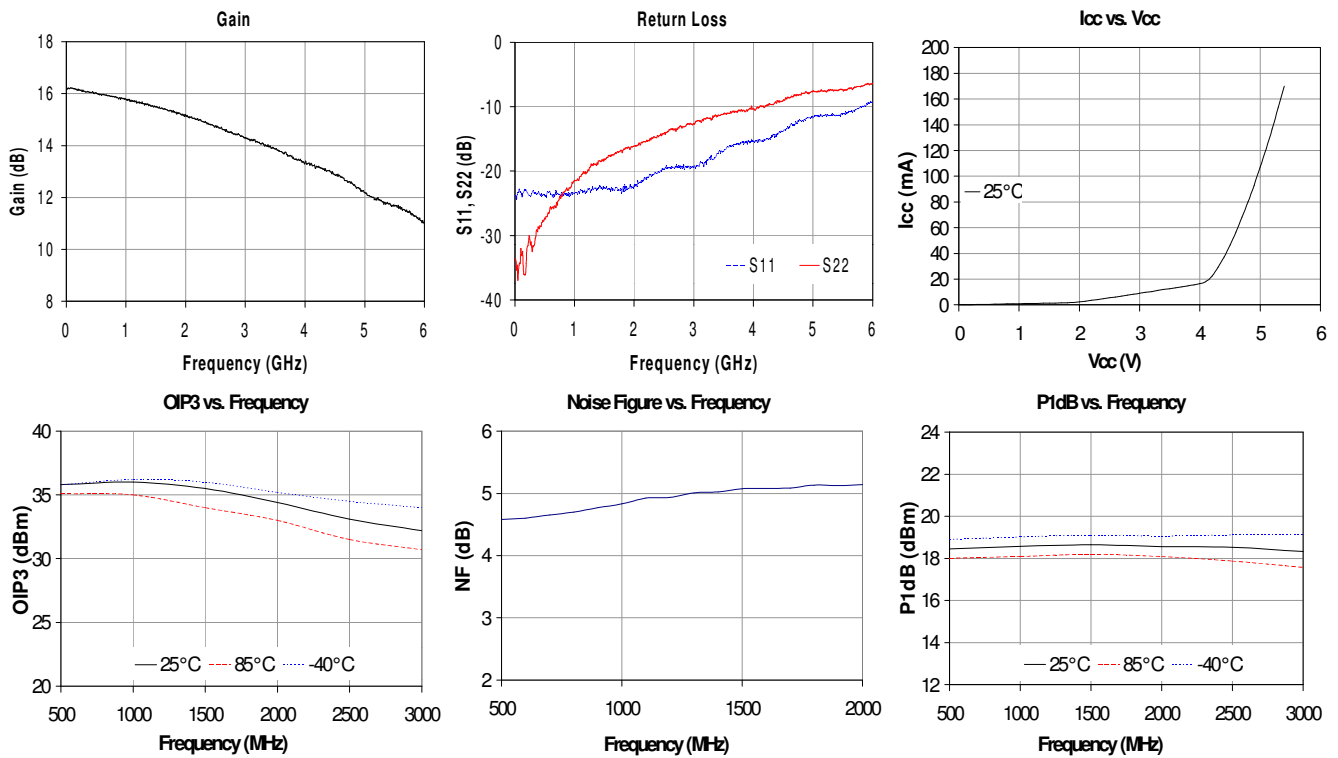 Gain
18
16
14
12
10
8
Gain (dB)
0 1 2 3 4 5 6
Frequency (GHz)
Return Loss
0
-10
-20
-30
-40
S11, S22 (dB)
S11 S22
0 1 2 3 4 5 6
Frequency (GHz)
Icc vs. Vcc
200
180
160
140
120
100
80
60
40
20
0
Icc (mA)
25°C
0 1 2 3 4 5 6
Vcc (V)
OIP3 vs. Frequency
40
35
30
25
20
OIP3 (dBm)
25°C 85°C -40°C
500 1000 1500 2000 2500 3000
Frequency (MHz)
Noise Figure vs. Frequency
6
5
4
3
2
NF (dB)
500 1000 1500 2000
Frequency (MHz)
P1dB vs. Frequency
24
22
20
18
16
14
12
P1dB (dBm)
25°C 85°C -40°C
500 1000 1500 2000 2500 3000
Frequency (MHz)